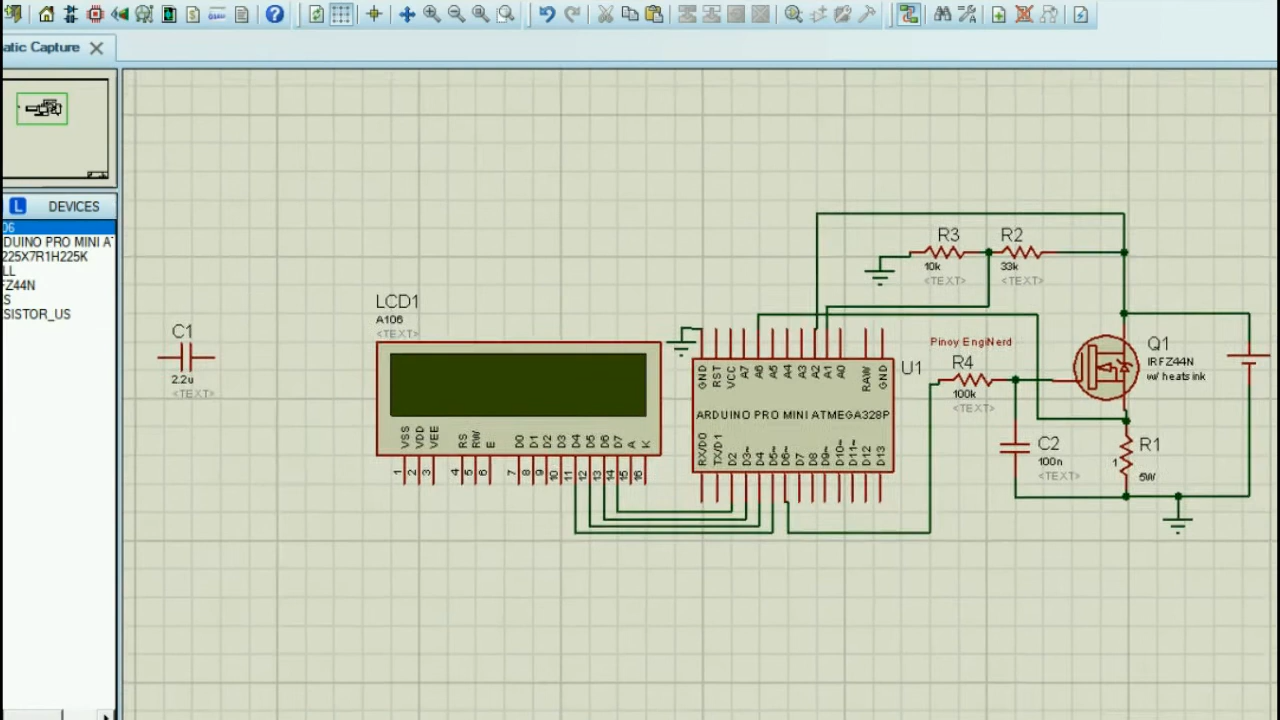 atic Capture
L DEVICES
06
DUINO PRO MINI AT
225X7R1H225K
LL
FZ44N
S
SISTOR_US
C1
2.2u
<TEXT>
LCD1
A106
<TEXT>
VSS
VDD
VEE
RS
RW
E
D0
D1
D2
D3
D4
D5
D6
D7
A
K
1
2
3
4
5
6
7
8
9
10
11
12
13
14
15
16
R3
10k
<TEXT>
R2
33k
<TEXT>
GND
RST
VCC
A7
A6
A5
A4
A3
A2
A1
A0
RAW
GND
U1
ARDUINO PRO MINI ATMEGA328P
RX/D0
TX/D1
D2
D3~
D4
D5~
D6~
D7
D8
D9~
D10~
D11~
D12
D13
Pinoy EngiNerd
R4
100k
<TEXT>
Q1
IRFZ44N
w/ heatsink
C2
100n
<TEXT>
R1
1
5W